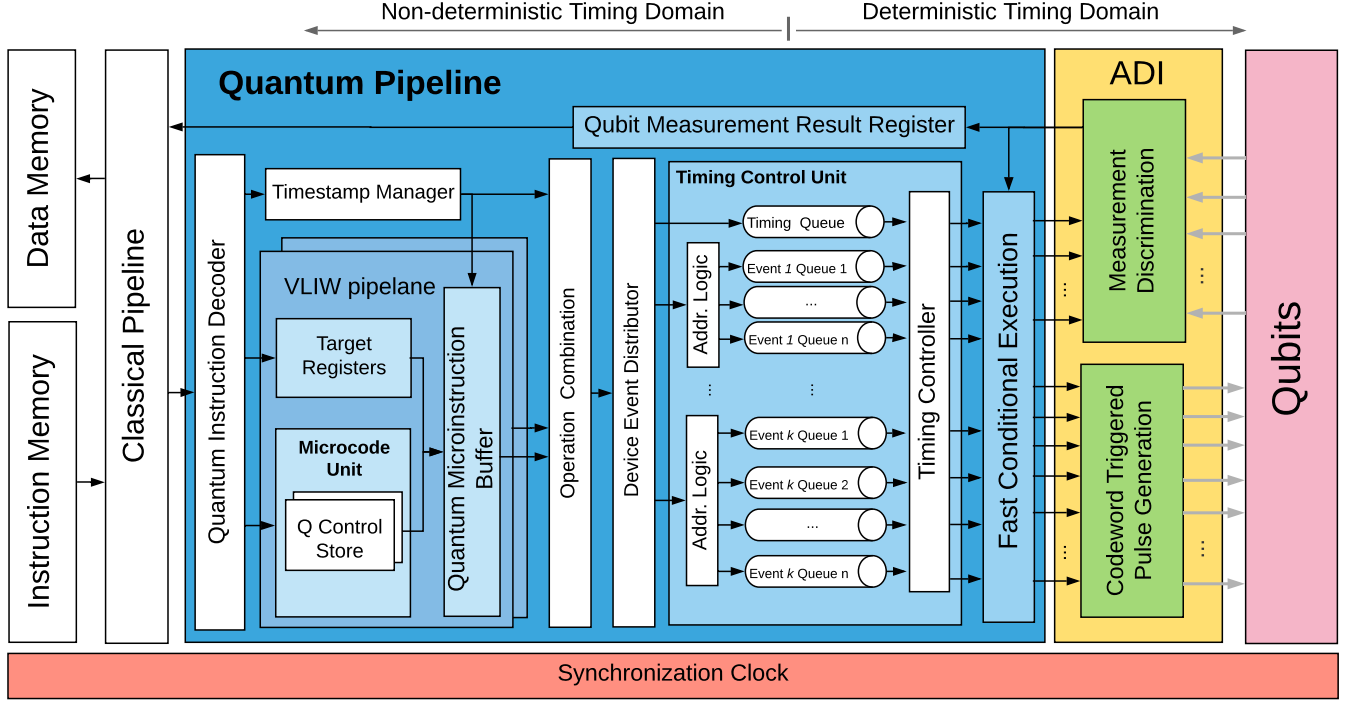 Non-deterministic Timing Domain
Deterministic Timing Domain
Data Memory
Instruction Memory
Classical Pipeline
Quantum Pipeline
Qubit Measurement Result Register
Quantum Instruction Decoder
Timestamp Manager
VLIW pipelane
Target
Registers
Microcode
Unit
Q Control
Store
Quantum Microinstruction
Buffer
Operation Combination
Device Event Distributor
Timing Control Unit
Timing Queue
Addr. Logic
Event 1 Queue 1
...
Event 1 Queue n
...
...
Addr. Logic
Event k Queue 1
Event k Queue 2
...
Event k Queue n
Timing Controller
Fast Conditional Execution
...
...
ADI
Measurement
Discrimination
Codeword Triggered
Pulse Generation
...
...
Qubits
Synchronization Clock